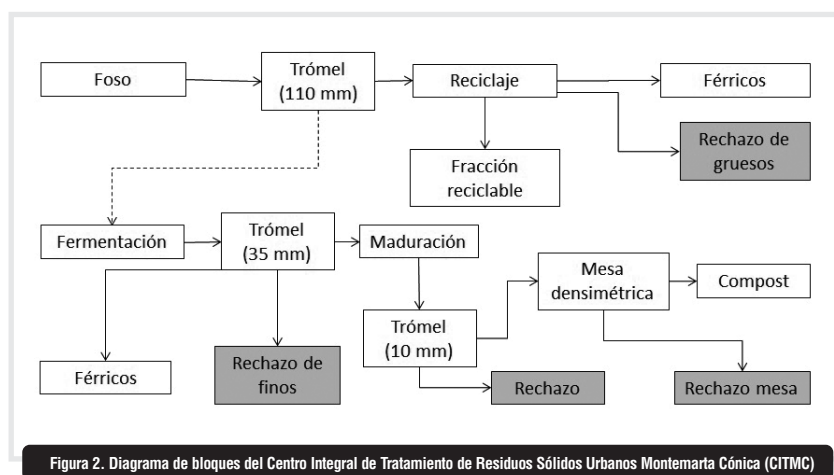 Foso
Trómel
(110 mm)
Reciclaje
Férricos
Rechazo de
gruesos
Fracción
reciclable
Fermentación
Trómel
(35 mm)
Maduración
Mesa
densimétrica
Compost
Trómel
(10 mm)
Férricos
Rechazo de
finos
Rechazo
Rechazo mesa
Figura 2. Diagrama de bloques del Centro Integral de Tratamiento de Residuos Sólidos Urbanos Montemarta Cónica (CITMC)